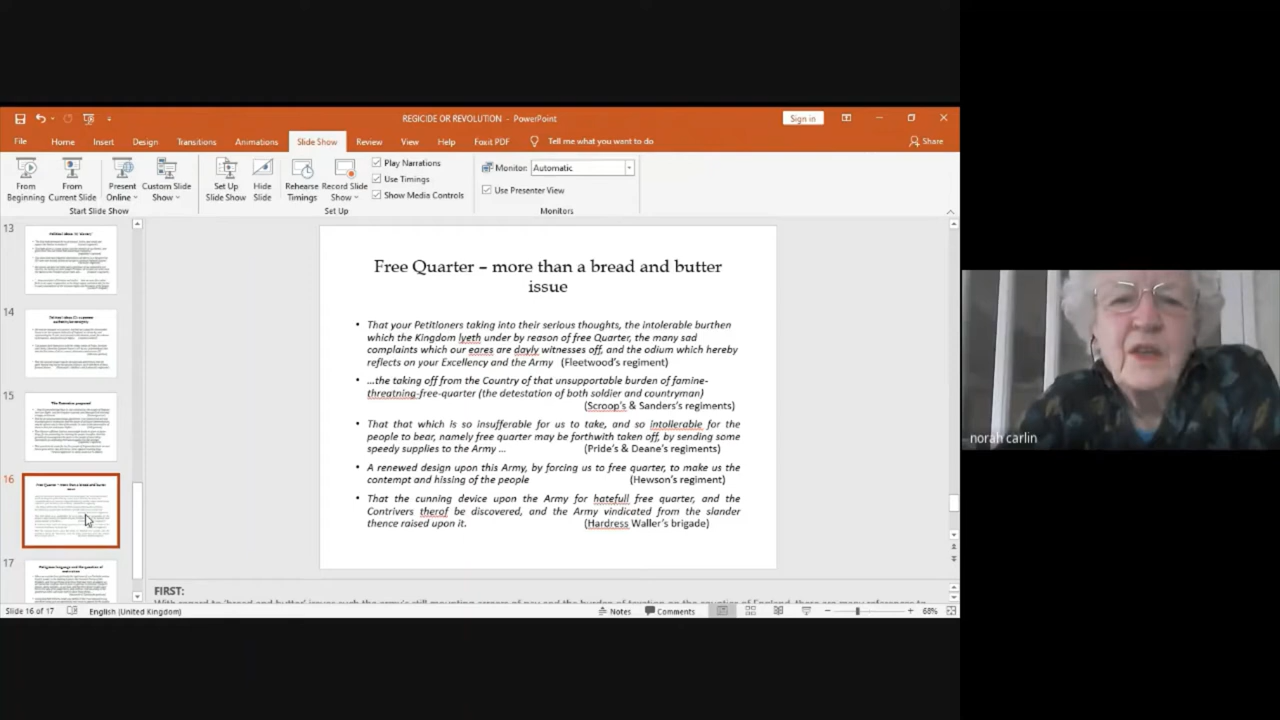 REGICIDE OR REVOLUTION - PowerPoint
Sign in
File Home Insert Design Transitions Animations Slide Show Review View Help Foxit PDF Tell me what you want to do Share
From Beginning
From Current Slide
Present Online
Custom Slide Show
Start Slide Show
Set Up Slide Show
Hide Slide
Rehearse Timings
Record Slide Show
Play Narrations
Use Timings
Show Media Controls
Set Up
Monitor: Automatic
Use Presenter View
Monitors
13
14
15
16
17
Free Quarter – more than a bread and butter
issue
• That your Petitioners taking into their serious thoughts, the intolerable burthen
which the Kingdom lyeth under by reason of free Quarter, the many sad
complaints which our eares are dayly witnesses off, and the odium which hereby
reflects on your Excellency and the Army (Fleetwood's regiment)
• ...the taking off from the Country of that unsupportable burden of famine-
threatning-free-quarter (the detestation of both soldier and countryman)
(Scroop's & Sanders's regiments)
• That that which is so insufferable for us to take, and so intollerable for the
people to bear, namely free quarter may be forthwith taken off, by sending some
speedy supplies to the Army ... (Pride's & Deane's regiments)
• A renewed design upon this Army, by forcing us to free quarter, to make us the
contempt and hissing of the people (Hewson's regiment)
• That the cunning device upon the Army for hatefull free quarter, and the
Contrivers therof be discovered, and the Army vindicated from the slander
thence raised upon it. (Hardress Waller's brigade)
FIRST:
Slide 16 of 17 English (United Kingdom) Notes Comments 68%
norah carlin